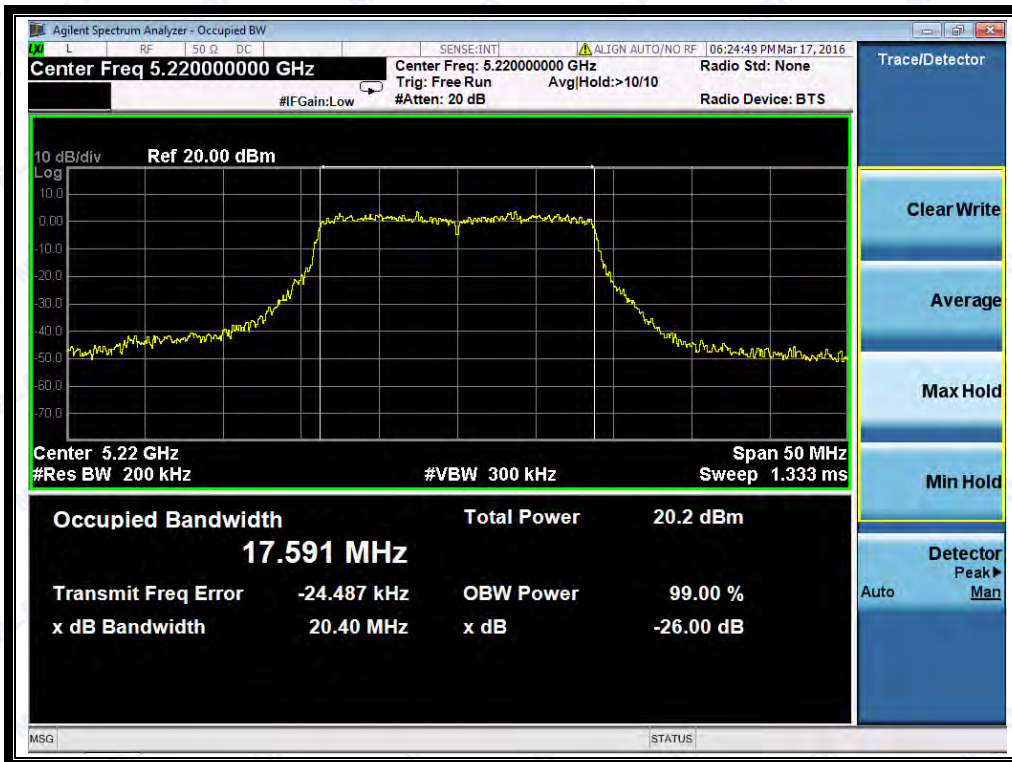 Agilent Spectrum Analyzer - Occupied BW
LXI L RF 50 Ω DC SENSE:INT ALIGN AUTO/NO RF 06:24:49 PM Mar 17, 2016
Center Freq 5.220000000 GHz
Center Freq: 5.220000000 GHz Radio Std: None
Trig: Free Run Avg|Hold:>10/10
#IFGain:Low #Atten: 20 dB Radio Device: BTS
10 dB/div Ref 20.00 dBm
Log
10.0
0.00
-10.0
-20.0
-30.0
-40.0
-50.0
-60.0
-70.0
Center 5.22 GHz Span 50 MHz
#Res BW 200 kHz #VBW 300 kHz Sweep 1.333 ms
Occupied Bandwidth Total Power 20.2 dBm
17.591 MHz
Transmit Freq Error -24.487 kHz OBW Power 99.00 %
x dB Bandwidth 20.40 MHz x dB -26.00 dB
MSG STATUS
Trace/Detector
Clear Write
Average
Max Hold
Min Hold
Detector
Peak▶
Auto Man